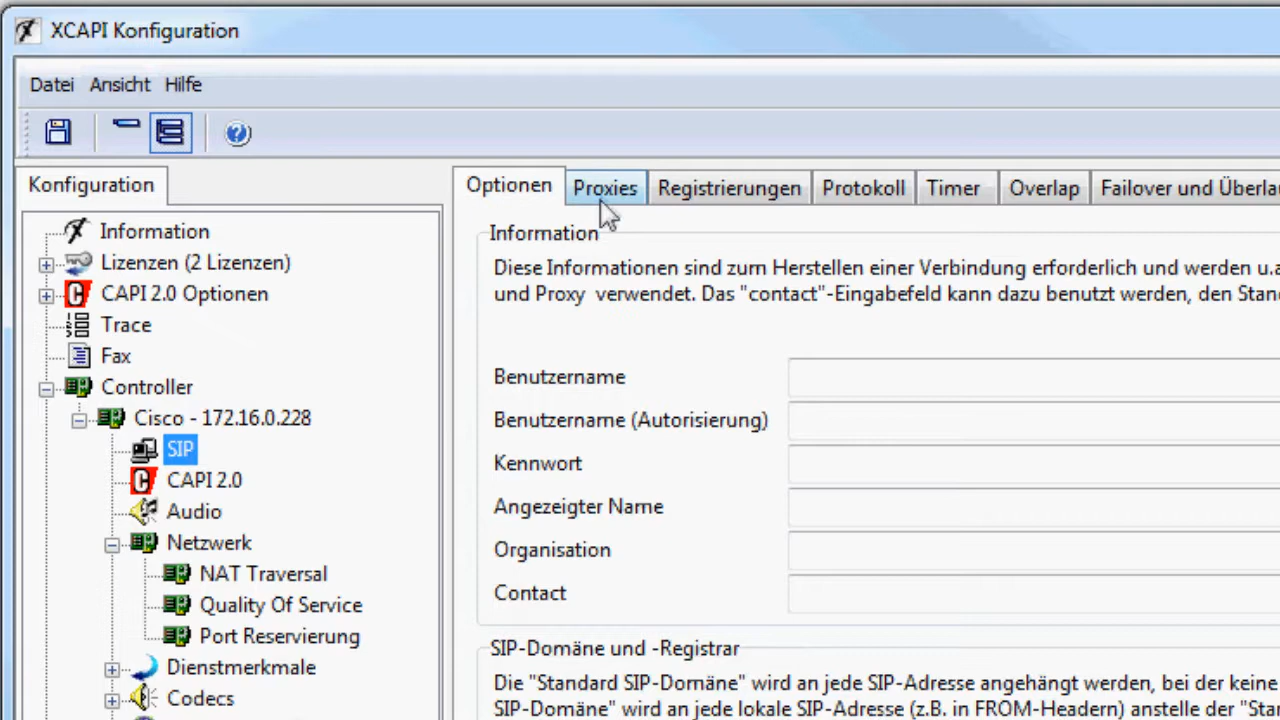 XCAPI Konfiguration
Datei Ansicht Hilfe
Konfiguration
Information
Lizenzen (2 Lizenzen)
CAPI 2.0 Optionen
Trace
Fax
Controller
Cisco - 172.16.0.228
SIP
CAPI 2.0
Audio
Netzwerk
NAT Traversal
Quality Of Service
Port Reservierung
Dienstmerkmale
Codecs
Optionen Proxies Registrierungen Protokoll Timer Overlap Failover und Überlau
Information
Diese Informationen sind zum Herstellen einer Verbindung erforderlich und werden u.a
und Proxy verwendet. Das "contact"-Eingabefeld kann dazu benutzt werden, den Stand
Benutzername
Benutzername (Autorisierung)
Kennwort
Angezeigter Name
Organisation
Contact
SIP-Domäne und -Registrar
Die "Standard SIP-Domäne" wird an jede SIP-Adresse angehängt werden, bei der keine
SIP-Domäne" wird an jede lokale SIP-Adresse (z.B. in FROM-Headern) anstelle der "Stan